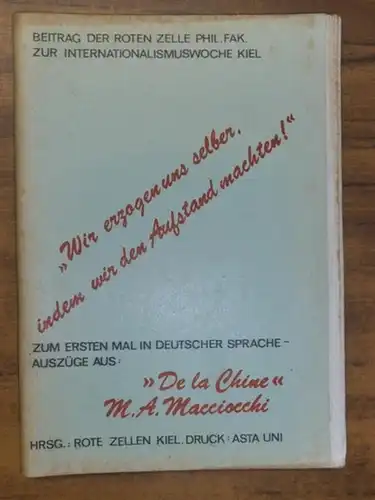 BEITRAG DER ROTEN ZELLE PHIL.FAK.
ZUR INTERNATIONALISMUSWOCHE KIEL
„Wir erzogen uns selber,
indem wir den Aufstand machten!“
ZUM ERSTEN MAL IN DEUTSCHER SPRACHE –
AUSZÜGE AUS:
»De la Chine«
M.A. Macciocchi
HRSG.: ROTE ZELLEN KIEL. DRUCK: ASTA UNI